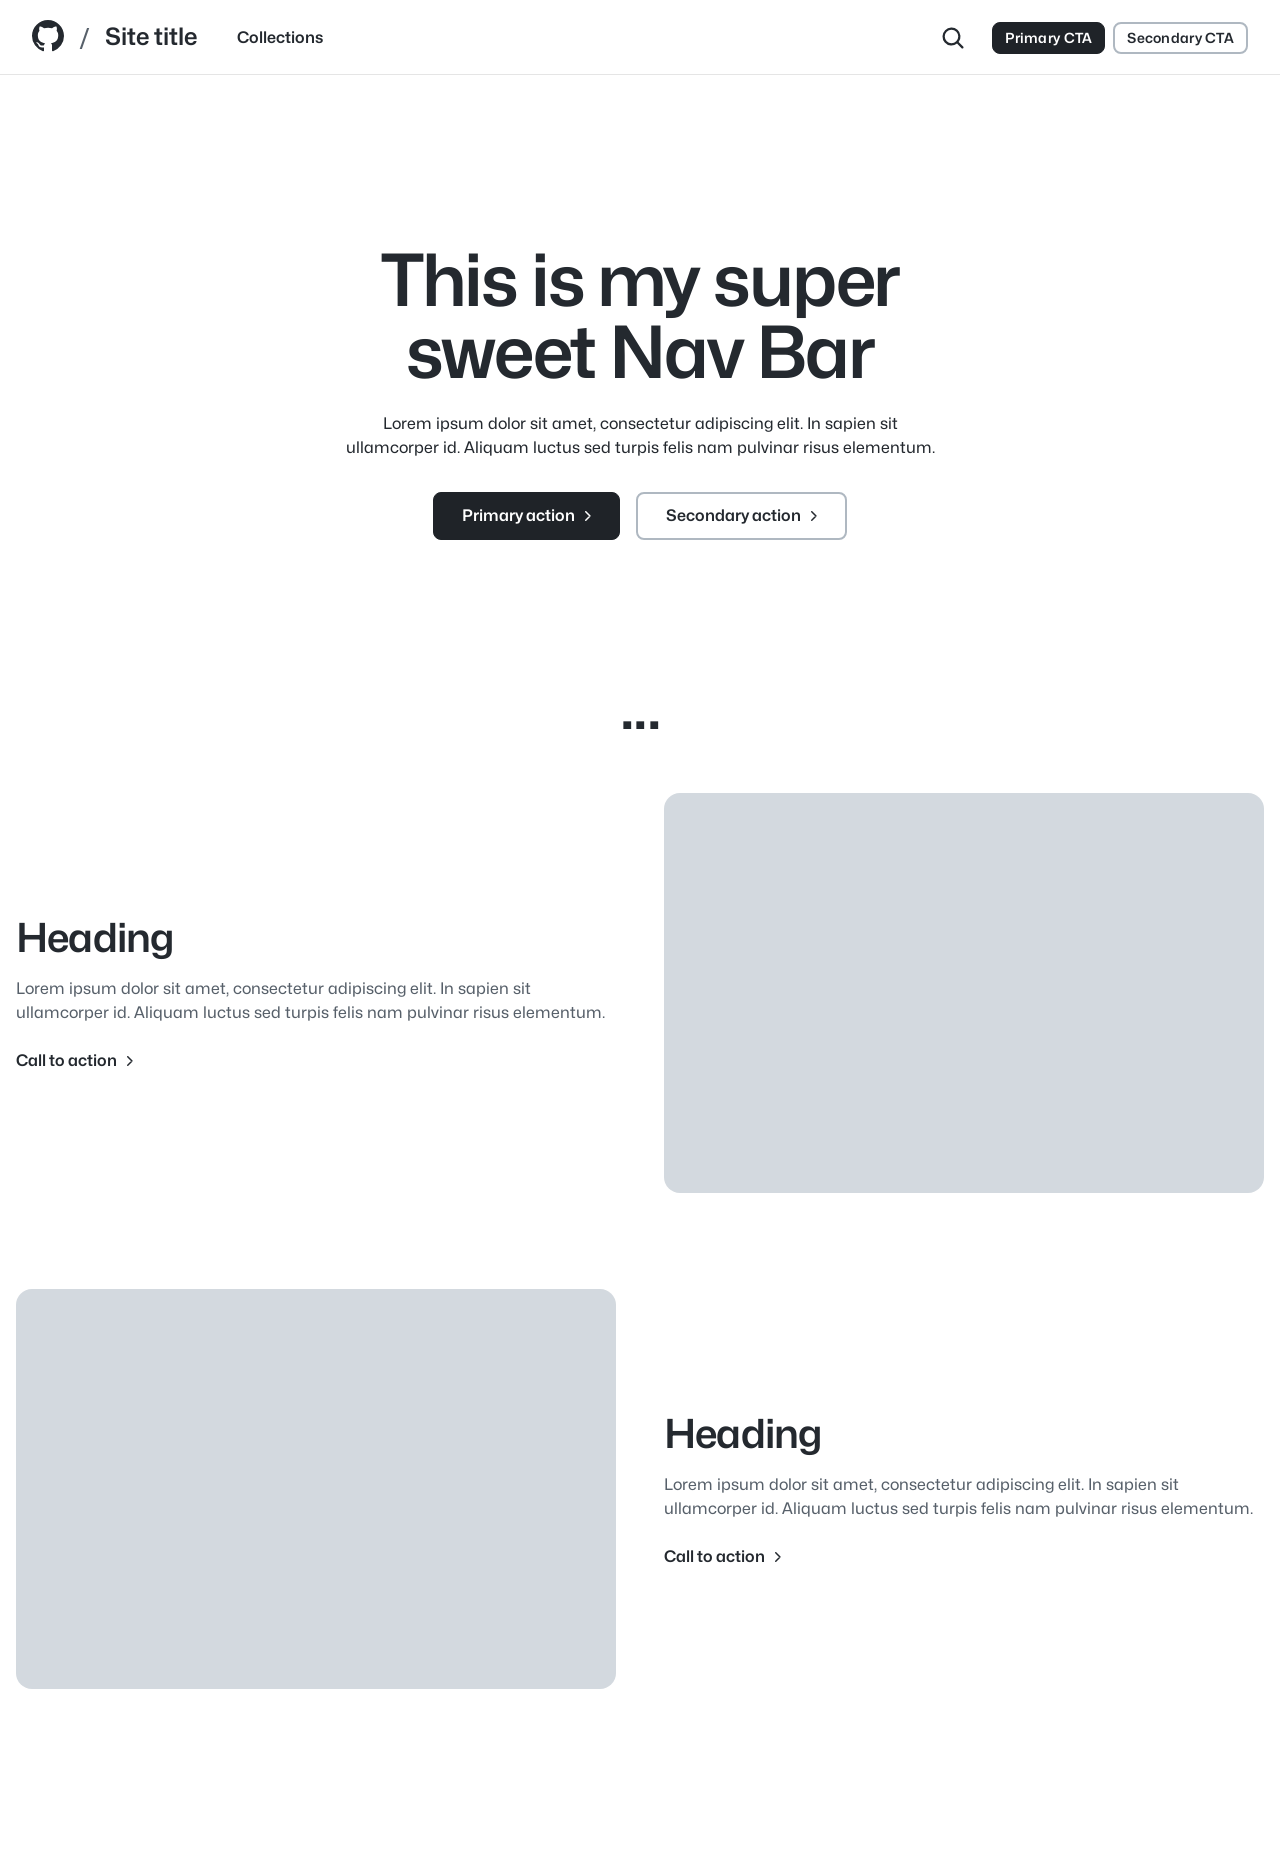 / Site title Collections Primary CTA Secondary CTA
This is my super
sweet Nav Bar
Lorem ipsum dolor sit amet, consectetur adipiscing elit. In sapien sit
ullamcorper id. Aliquam luctus sed turpis felis nam pulvinar risus elementum.
Primary action Secondary action
...
Heading
Lorem ipsum dolor sit amet, consectetur adipiscing elit. In sapien sit
ullamcorper id. Aliquam luctus sed turpis felis nam pulvinar risus elementum.
Call to action
Heading
Lorem ipsum dolor sit amet, consectetur adipiscing elit. In sapien sit
ullamcorper id. Aliquam luctus sed turpis felis nam pulvinar risus elementum.
Call to action